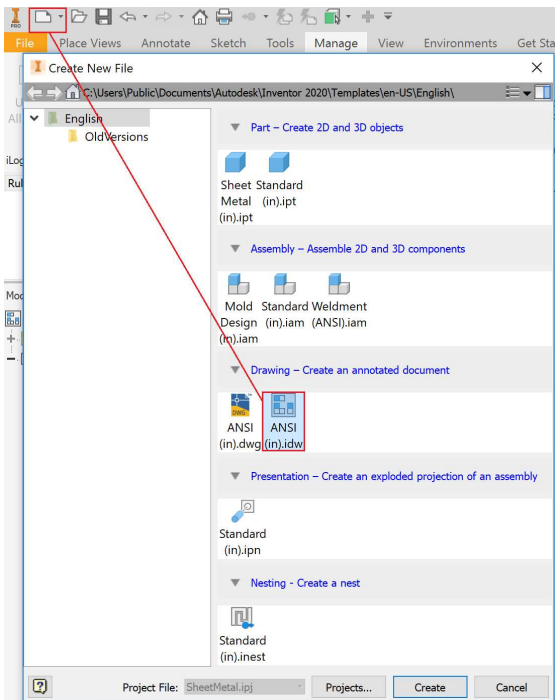 PRO
File Place Views Annotate Sketch Tools Manage View Environments Get Sta
Create New File
C:\Users\Public\Documents\Autodesk\Inventor 2020\Templates\en-US\English\
U
All
English
OldVersions
iLog
Rul
Moc
Part – Create 2D and 3D objects
Sheet Metal (in).ipt
Standard (in).ipt
Assembly – Assemble 2D and 3D components
Mold Design (in).iam
Standard (in).iam
Weldment (ANSI).iam
Drawing – Create an annotated document
DWG
ANSI (in).dwg
ANSI (in).idw
Presentation – Create an exploded projection of an assembly
Standard (in).ipn
Nesting - Create a nest
Standard (in).inest
Project File: SheetMetal.ipj Projects... Create Cancel